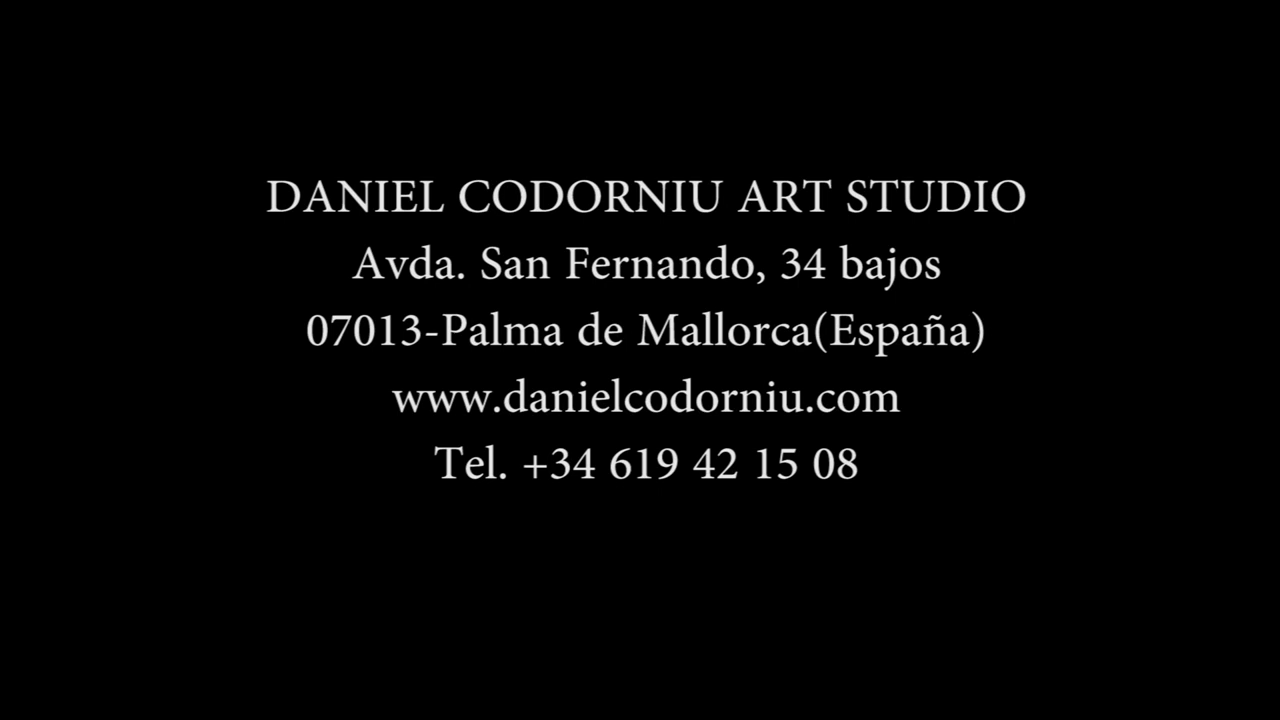 DANIEL CODORNIU ART STUDIO
Avda. San Fernando, 34 bajos
07013-Palma de Mallorca(España)
www.danielcodorniu.com
Tel. +34 619 42 15 08